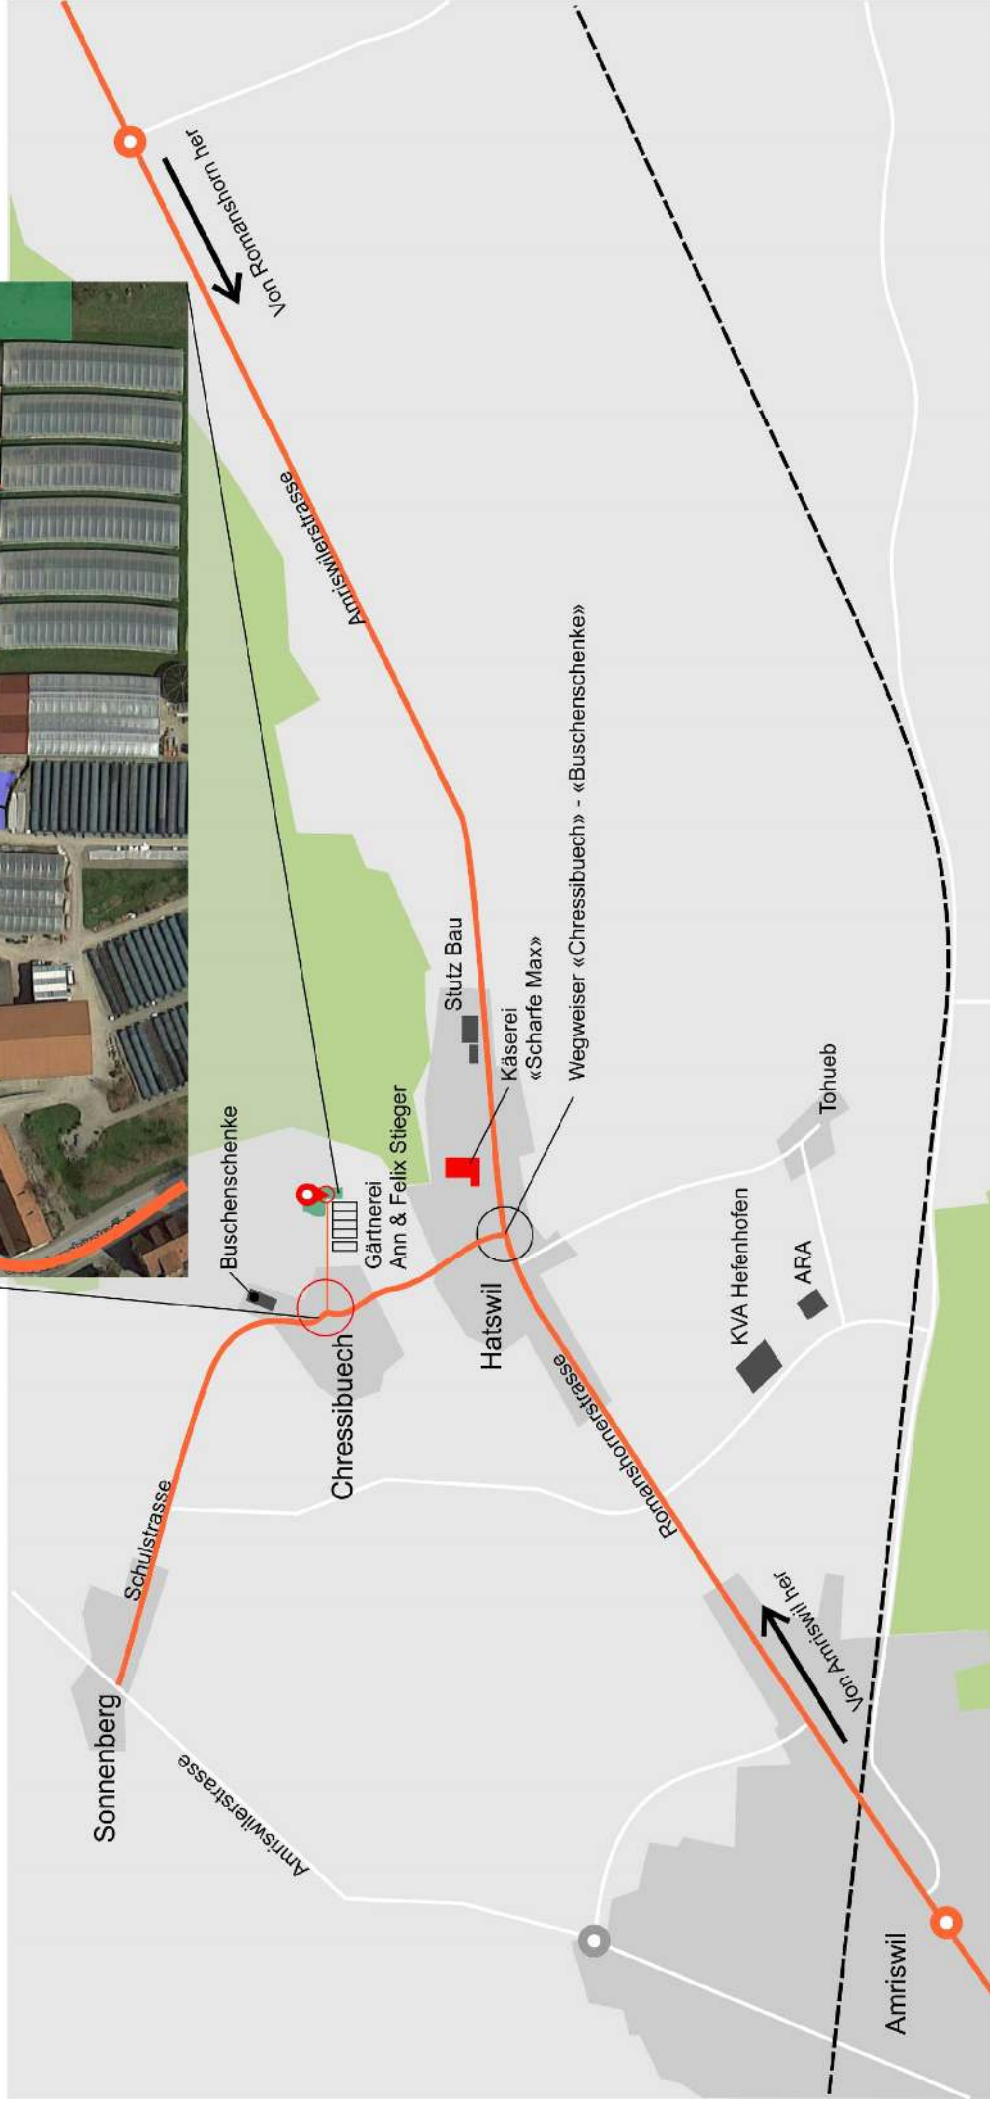 Sonnenberg
Schulstrasse
Amriswilerstrasse
Buschenschenke
Chressibuech
Gärtnerei
Ann & Felix Stieger
Von Romanshorn her
Amriswilerstrasse
Stutz Bau
Käserei
«Scharfe Max»
Wegweiser «Chressibuech» - «Buschenschenke»
Hatswil
Romanshornerstrasse
KVA Hefenhofen
ARA
Tohueb
Von Amriswil her
Amriswil